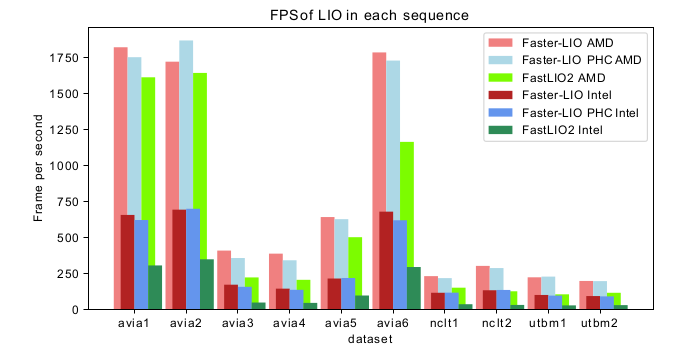 FPS of LIO in each sequence
Faster-LIO AMD
Faster-LIO PHC AMD
FastLIO2 AMD
Faster-LIO Intel
Faster-LIO PHC Intel
FastLIO2 Intel
Frame per second
1750
1500
1250
1000
750
500
250
0
avia1 avia2 avia3 avia4 avia5 avia6 nclt1 nclt2 utbm1 utbm2
dataset